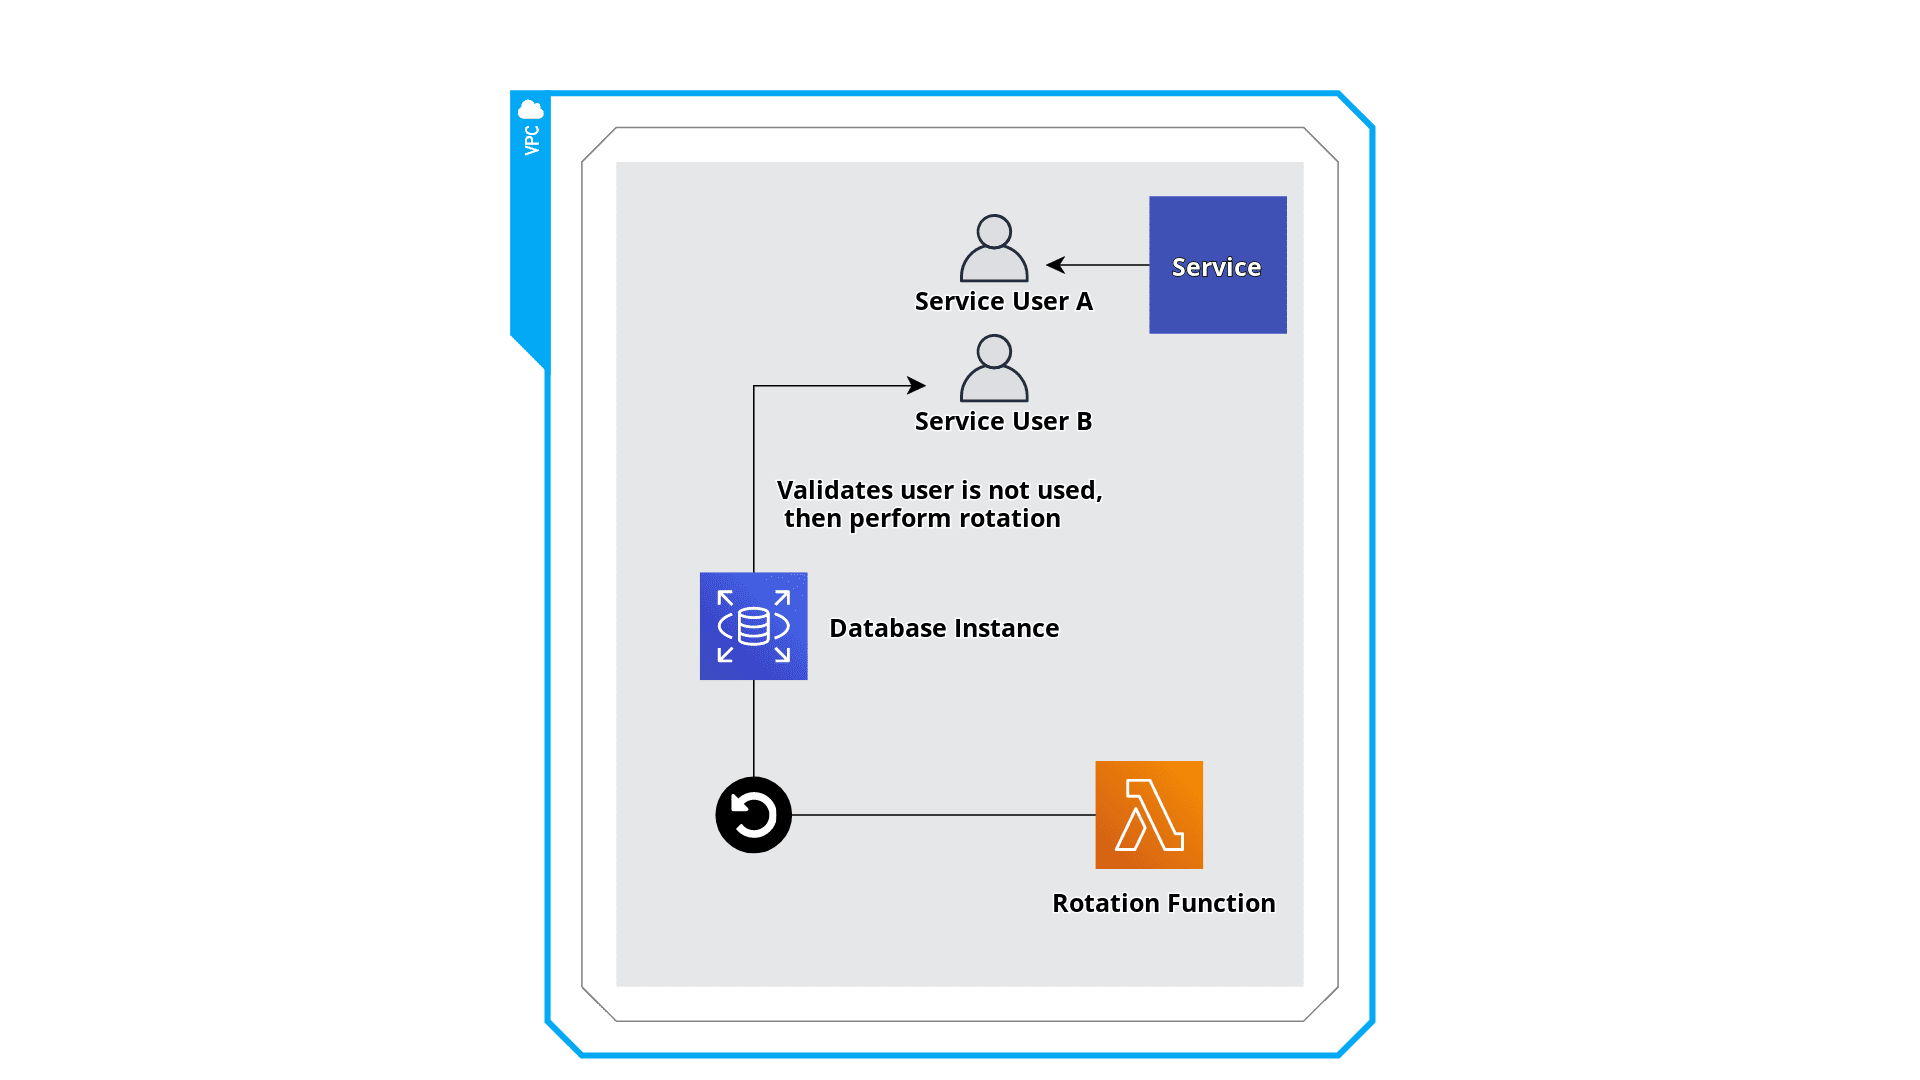 VPC
Service
Service User A
Service User B
Validates user is not used,
then perform rotation
Database Instance
Rotation Function